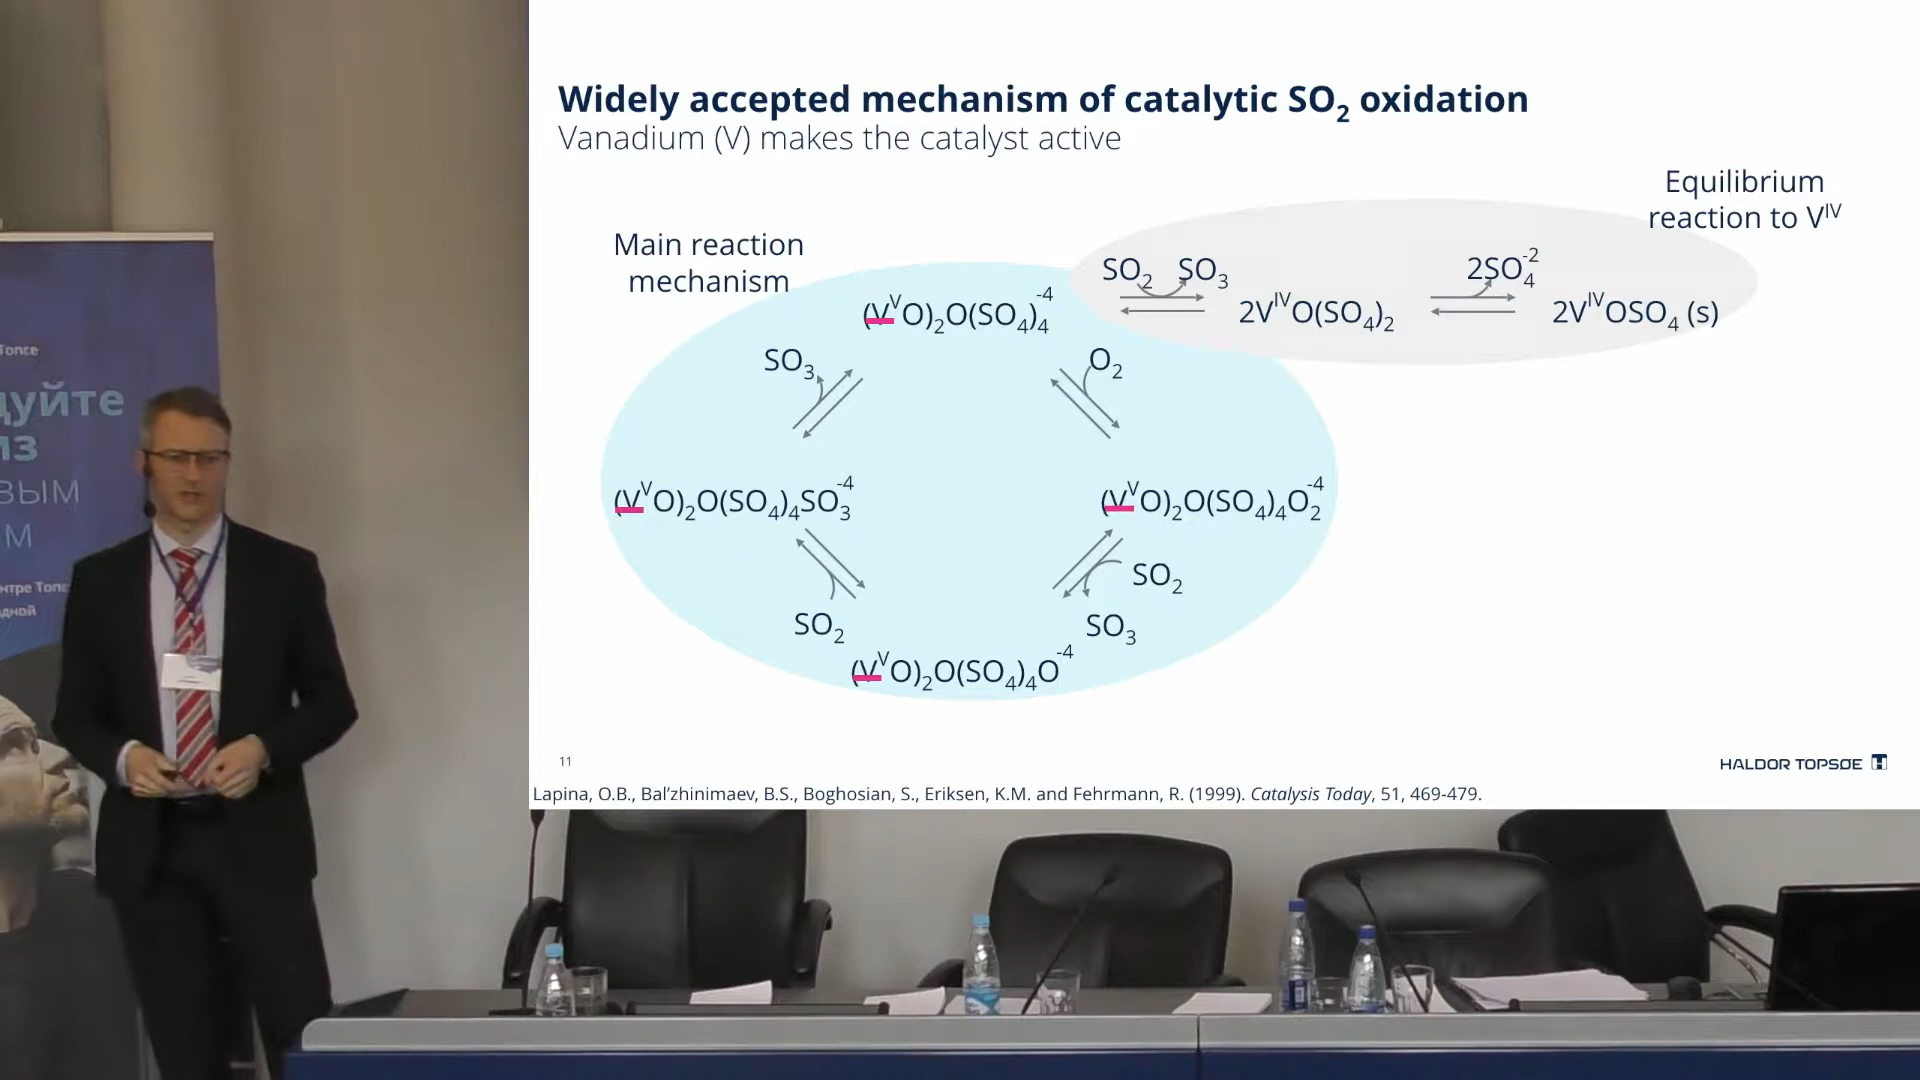 Widely accepted mechanism of catalytic SO₂ oxidation
Vanadium (V) makes the catalyst active
Equilibrium
reaction to Vᴵⱽ
Main reaction
mechanism
SO₂ SO₃
2SO₄⁻²
(VⱽO)₂O(SO₄)₄⁻⁴
2VᴵⱽO(SO₄)₂
2VᴵⱽOSO₄ (s)
SO₃
O₂
(VⱽO)₂O(SO₄)₄SO₃⁻⁴
(VⱽO)₂O(SO₄)₄O₂⁻⁴
SO₂
SO₂
SO₃
(VⱽO)₂O(SO₄)₄O⁻⁴
11
HALDOR TOPSØE
Lapina, O.B., Bal’zhinimaev, B.S., Boghosian, S., Eriksen, K.M. and Fehrmann, R. (1999). Catalysis Today, 51, 469-479.